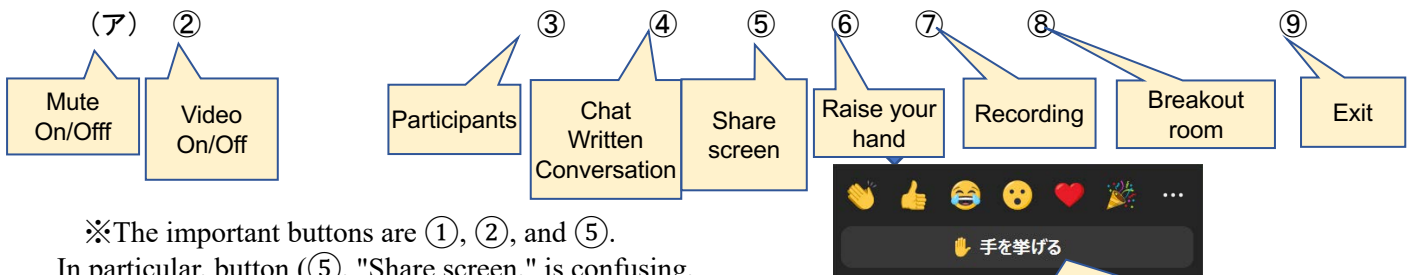 （ア） ② ③ ④ ⑤ ⑥ ⑦ ⑧ ⑨
Mute
On/Offf
Video
On/Off
Participants
Chat
Written
Conversation
Share
screen
Raise your
hand
Recording
Breakout
room
Exit
手を挙げる
※The important buttons are ①, ②, and ⑤.
In particular, button (⑤, "Share screen," is confusing.